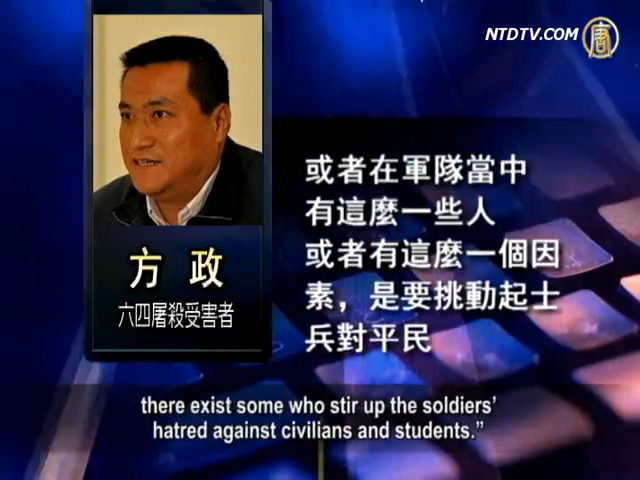 NTDTV.COM
唐
或者在軍隊當中
有這麼一些人
或者有這麼一個因
素，是要挑動起士
兵對平民
方 政
六四屠殺受害者
there exist some who stir up the soldiers'
hatred against civilians and students.”